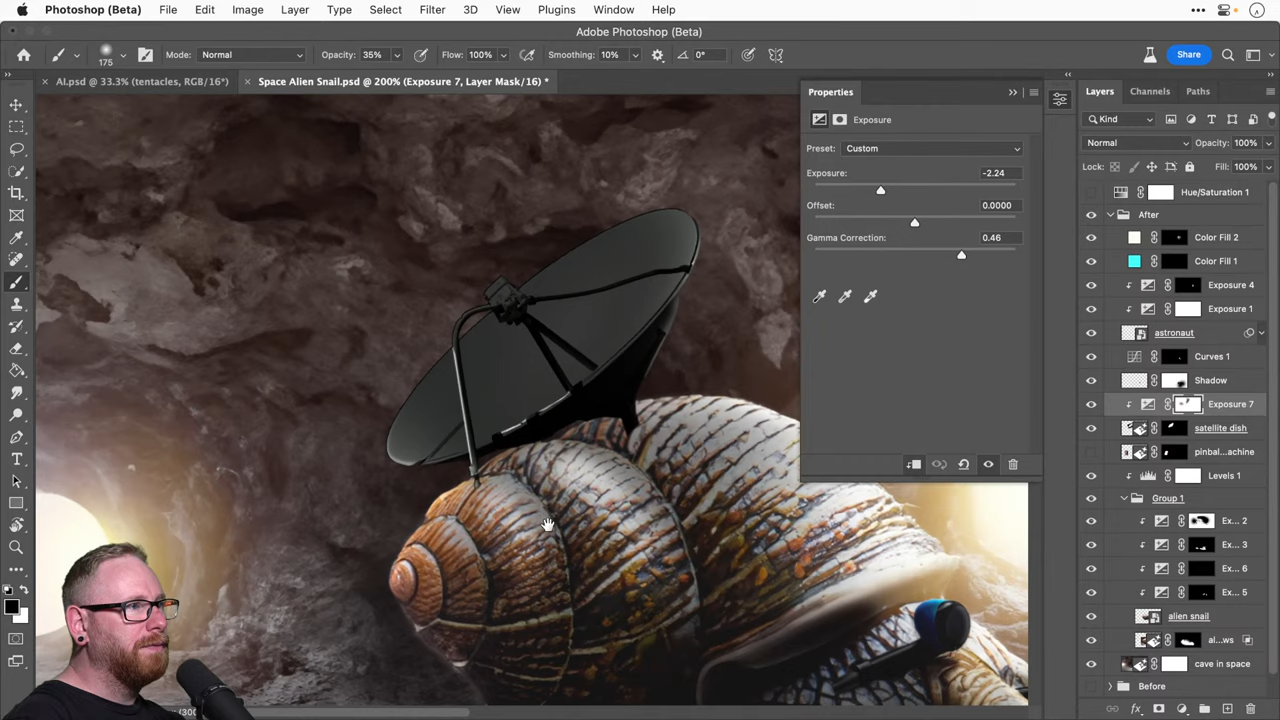 Photoshop (Beta) File Edit Image Layer Type Select Filter 3D View Plugins Window Help
Adobe Photoshop (Beta)
175 Mode: Normal Opacity: 35% Flow: 100% Smoothing: 10% 0° Share
AI.psd @ 33.3% (tentacles, RGB/16*) Space Alien Snail.psd @ 200% (Exposure 7, Layer Mask/16) *
Properties
Exposure
Preset: Custom
Exposure: -2.24
Offset: 0.0000
Gamma Correction: 0.46
Layers Channels Paths
Kind
Normal Opacity: 100%
Lock: Fill: 100%
Hue/Saturation 1
After
Color Fill 2
Color Fill 1
Exposure 4
Exposure 1
astronaut
Curves 1
Shadow
Exposure 7
satellite dish
pinbal...achine
Levels 1
Group 1
Ex... 2
Ex... 3
Ex... 6
Ex... 5
alien snail
al...ws
cave in space
Before